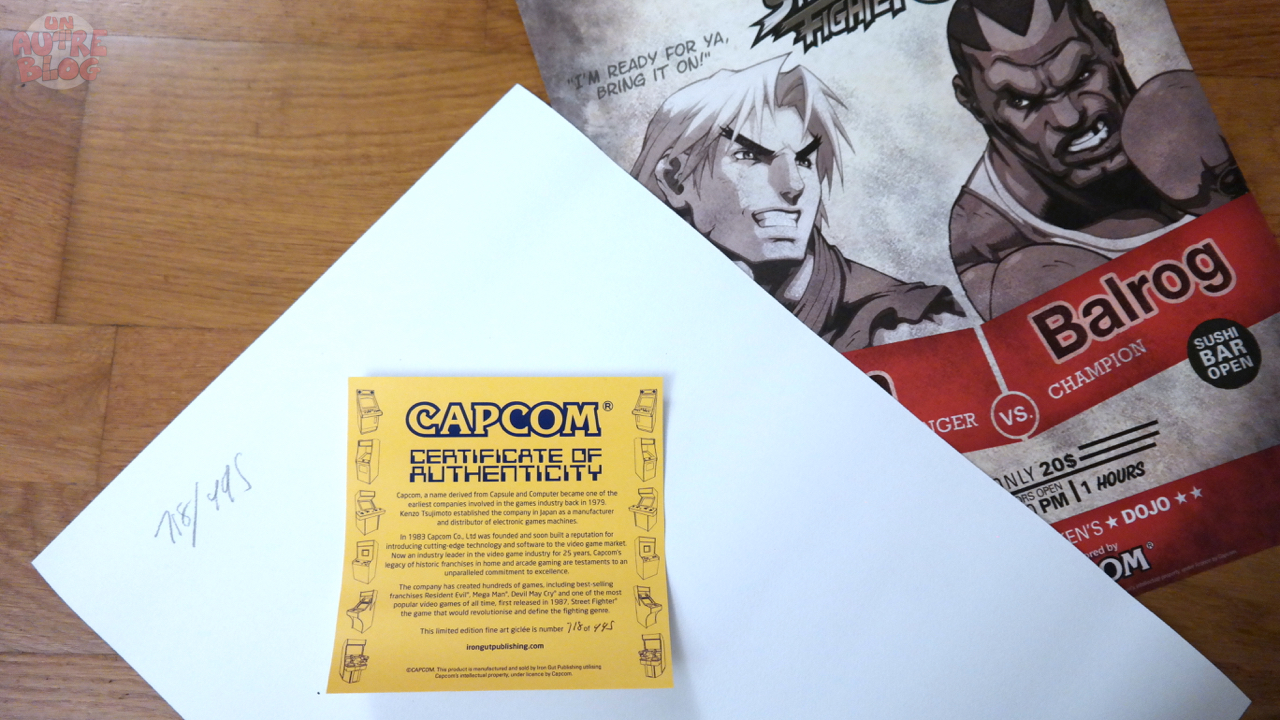 UN
AUTRE
BLOG
FIGHTER
"I'M READY FOR YA,
BRING IT ON!"
Balrog
CHAMPION
VS.
SUSHI
BAR
OPEN
ONLY 20$
OPEN
PM | 1 HOURS
KEN'S ★ DOJO ★★
by
718/495
CAPCOM®
CERTIFICATE OF
AUTHENTICITY
Capcom, a name derived from Capsule and Computer became one of the
earliest companies involved in the games industry back in 1979.
Kenzo Tsujimoto established the company in Japan as a manufacturer
and distributor of electronic games machines.
In 1983 Capcom Co., Ltd was founded and soon built a reputation for
introducing cutting-edge technology and software to the video game market.
Now an industry leader in the video game industry for 25 years, Capcom's
legacy of historic franchises in home and arcade gaming are testaments to an
unparalleled commitment to excellence.
The company has created hundreds of games, including best-selling
franchises Resident Evil®, Mega Man®, Devil May Cry® and one of the most
popular video games of all time, first released in 1987, Street Fighter®
the game that would revolutionise and define the fighting genre.
This limited edition fine art giclée is number 718 of 495
irongutpublishing.com
©CAPCOM. This product is manufactured and sold by Iron Gut Publishing utilising
Capcom's intellectual property, under licence by Capcom.